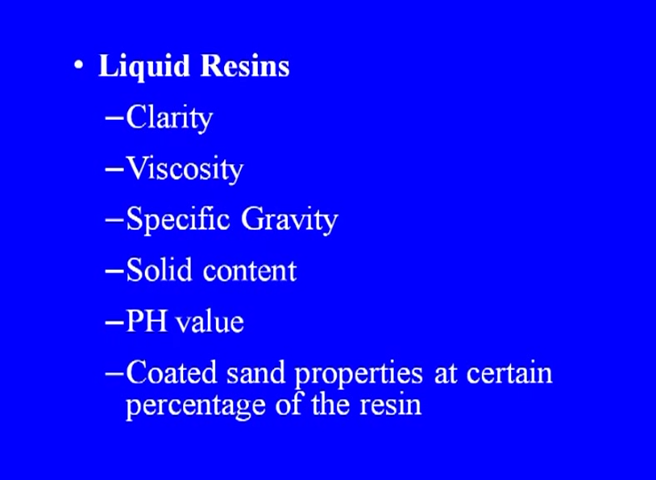 • Liquid Resins
–Clarity
–Viscosity
–Specific Gravity
–Solid content
–PH value
–Coated sand properties at certain
percentage of the resin